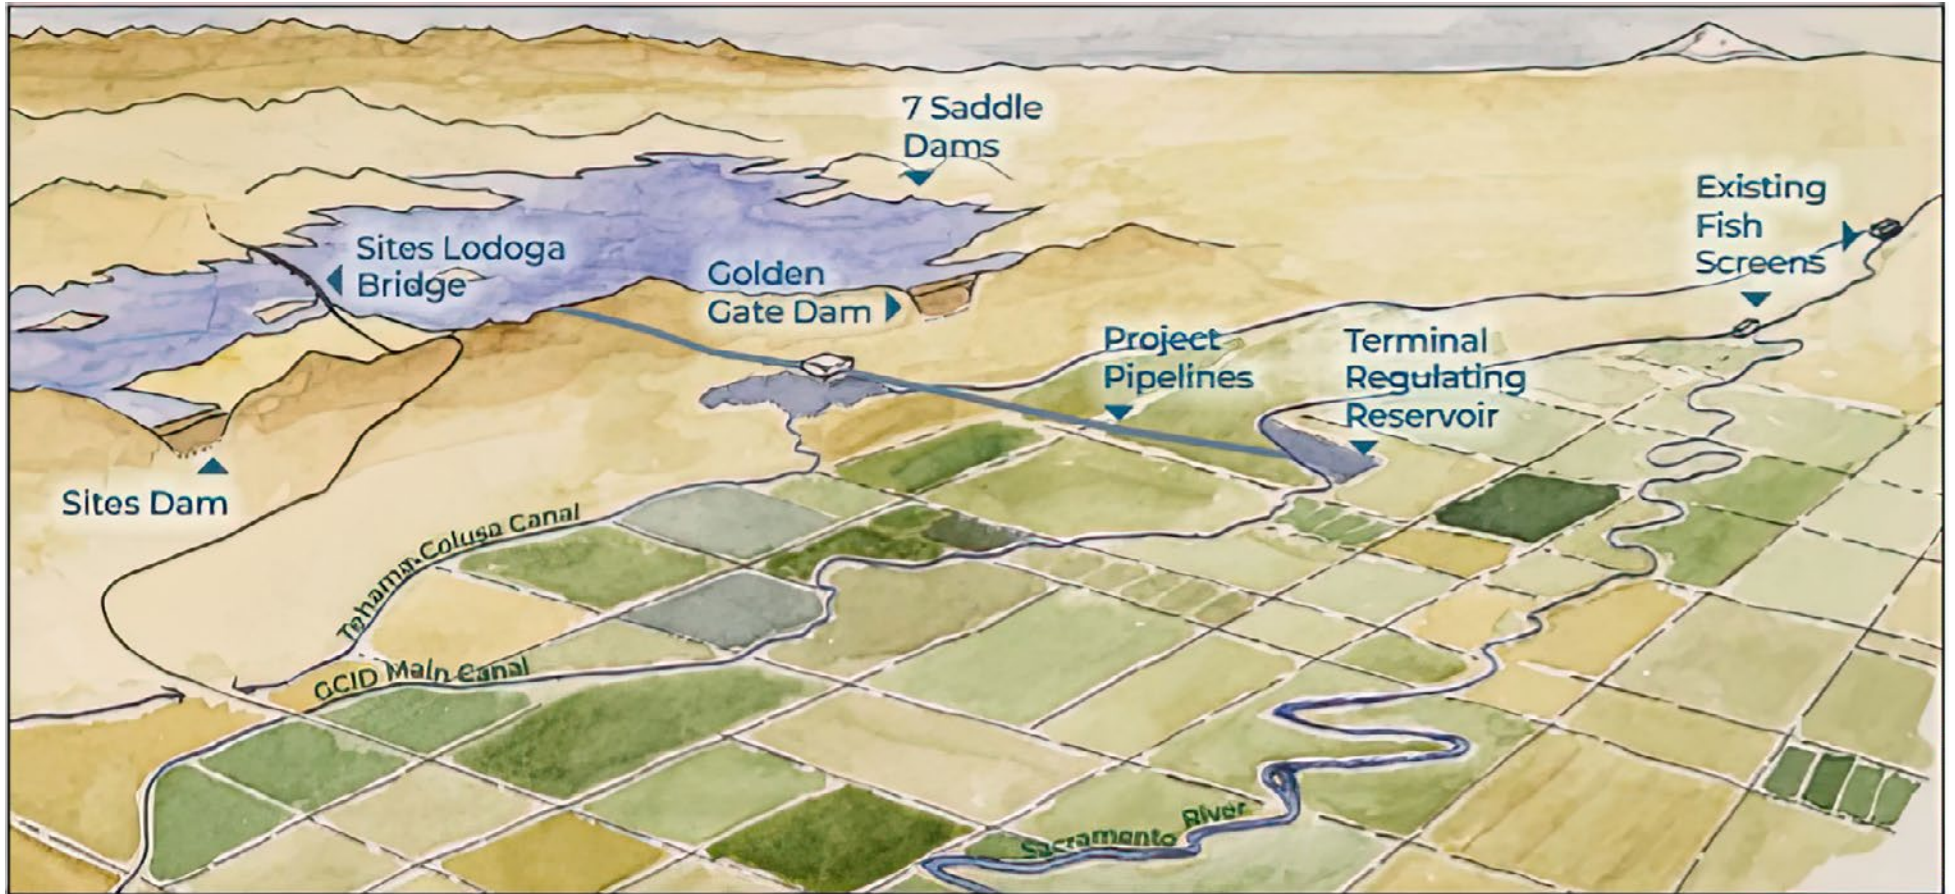 7 Saddle
Dams
Existing
Fish
Screens
Sites Lodoga
Bridge
Golden
Gate Dam
Project
Pipelines
Terminal
Regulating
Reservoir
Sites Dam
Tehama-Colusa Canal
GCID Main Canal
Sacramento River